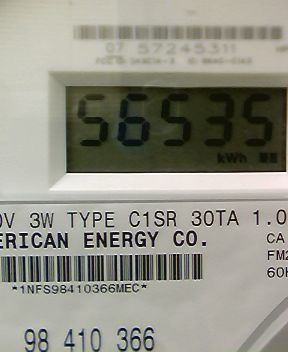 07 57245311
56535
kWh
0V 3W TYPE C1SR 30TA 1.0
ERICAN ENERGY CO.
CA
FM2
60H
*1NFS98410366MEC*
98 410 366